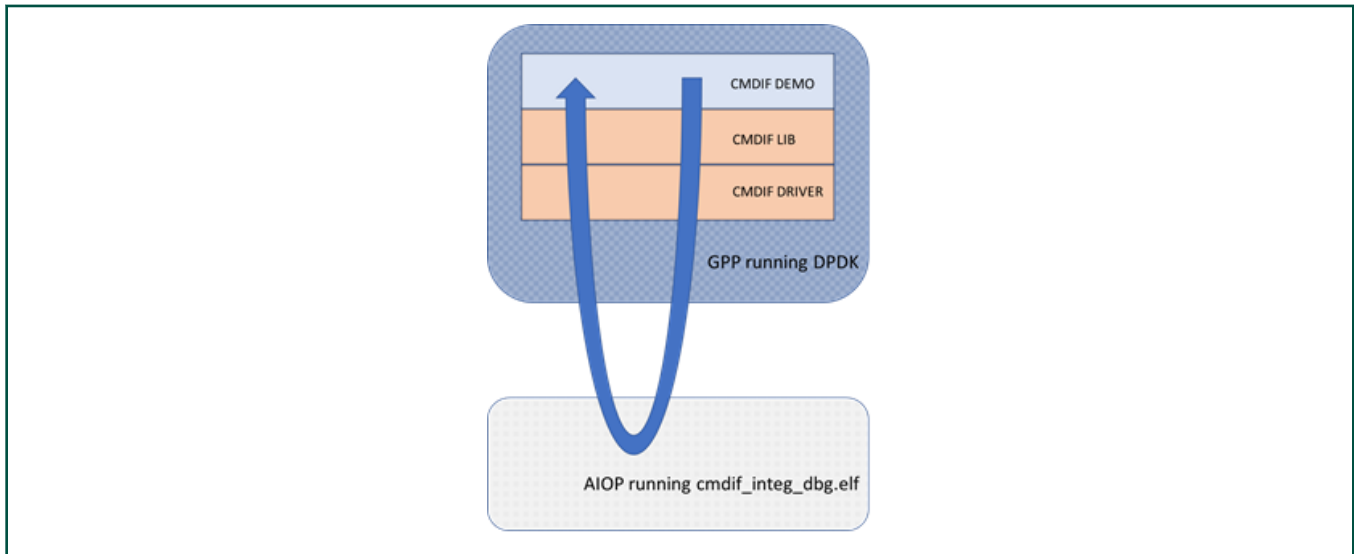 CMDIF DEMO
CMDIF LIB
CMDIF DRIVER
GPP running DPDK
AIOP running cmdif_integ_dbg.elf